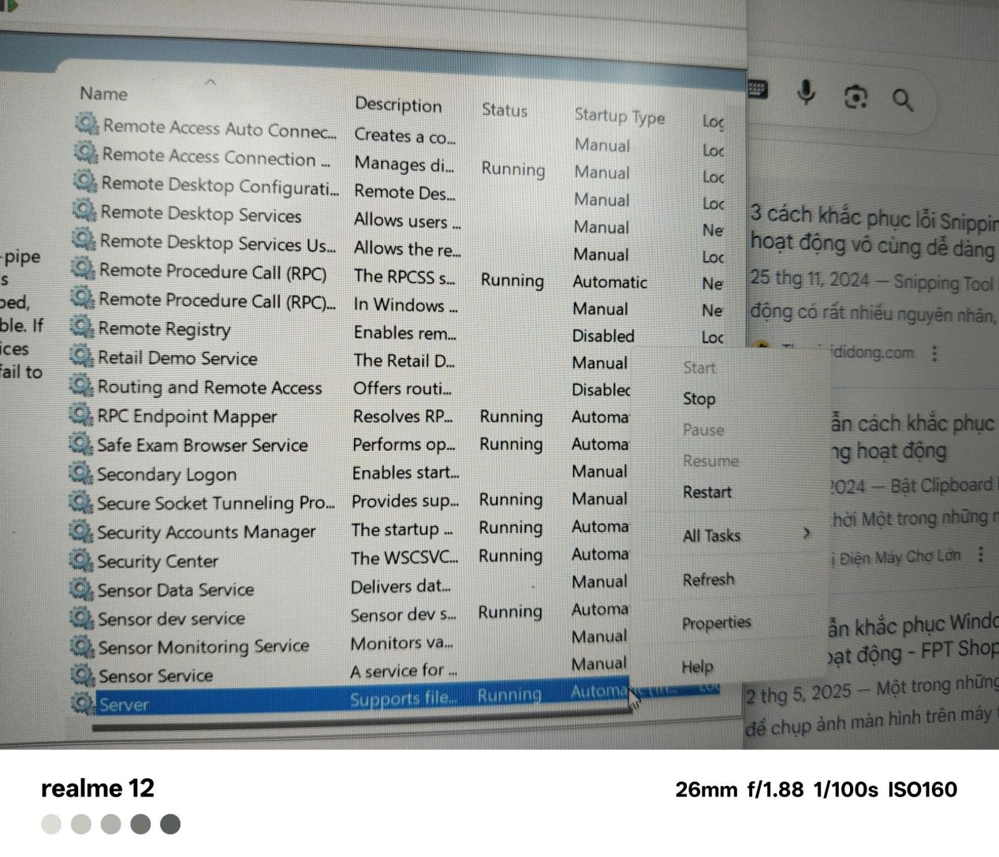 Name
Description
Status
Startup Type
Log
Remote Access Auto Connec... Creates a co... Manual Loc
Remote Access Connection ... Manages di... Running Manual Loc
Remote Desktop Configurati... Remote Des... Manual Loc
Remote Desktop Services Allows users ... Manual Ne
Remote Desktop Services Us... Allows the re... Manual Loc
Remote Procedure Call (RPC) The RPCSS s... Running Automatic Ne
Remote Procedure Call (RPC)... In Windows ... Manual Ne
Remote Registry Enables rem... Disabled Loc
Retail Demo Service The Retail D... Manual
Routing and Remote Access Offers routi... Disabled
RPC Endpoint Mapper Resolves RP... Running Automa
Safe Exam Browser Service Performs op... Running Automa
Secondary Logon Enables start... Manual
Secure Socket Tunneling Pro... Provides sup... Running Manual
Security Accounts Manager The startup ... Running Automa
Security Center The WSCSVC... Running Automa
Sensor Data Service Delivers dat... Manual
Sensor dev service Sensor dev s... Running Automa
Sensor Monitoring Service Monitors va... Manual
Sensor Service A service for ... Manual
Server Supports file... Running Automa
-pipe
s
ped,
ble. If
ices
fail to
Start
Stop
Pause
Resume
Restart
All Tasks
Refresh
Properties
Help
3 cách khắc phục lỗi Snippin
hoạt động vô cùng dễ dàng
25 thg 11, 2024 — Snipping Tool
động có rất nhiều nguyên nhân,
ididong.com
ẫn cách khắc phục
ng hoạt động
2024 — Bật Clipboard
hời Một trong những
ị Điện Máy Chợ Lớn
ẫn khắc phục Windo
oạt động - FPT Shop
2 thg 5, 2025 — Một trong những
để chụp ảnh màn hình trên máy
realme 12
26mm f/1.88 1/100s ISO160